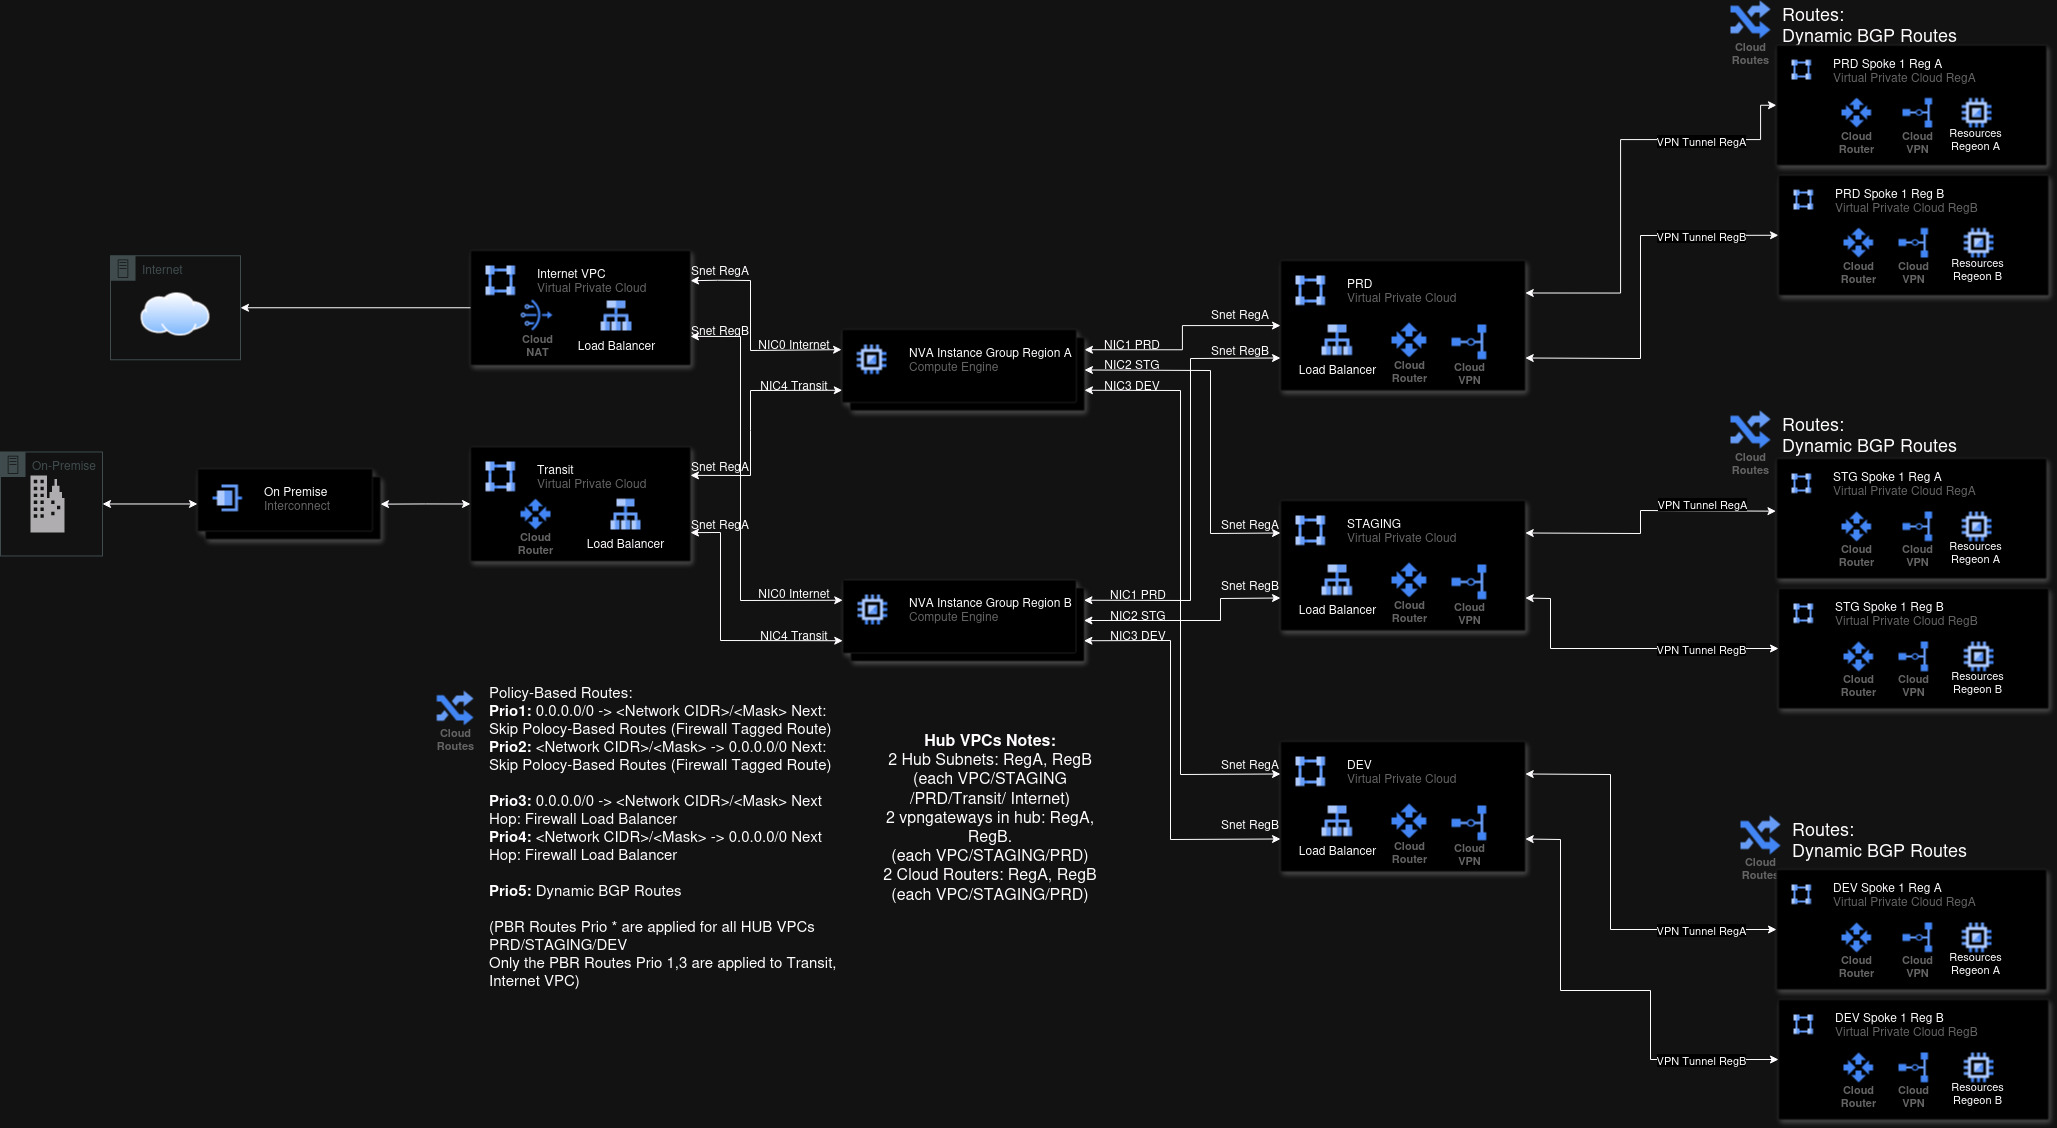 Routes:
Dynamic BGP Routes
Cloud
Routes
PRD Spoke 1 Reg A
Virtual Private Cloud RegA
Cloud
Router
Cloud
VPN
Resources
Regeon A
VPN Tunnel RegA
PRD Spoke 1 Reg B
Virtual Private Cloud RegB
Cloud
Router
Cloud
VPN
Resources
Regeon B
VPN Tunnel RegB
Internet
Internet VPC
Virtual Private Cloud
Cloud
NAT
Load Balancer
Snet RegA
Snet RegB
NIC0 Internet
NIC4 Transit
NVA Instance Group Region A
Compute Engine
NIC1 PRD
NIC2 STG
NIC3 DEV
Snet RegA
Snet RegB
PRD
Virtual Private Cloud
Load Balancer
Cloud
Router
Cloud
VPN
On-Premise
On Premise
Interconnect
Transit
Virtual Private Cloud
Cloud
Router
Load Balancer
Snet RegA
Snet RegA
NIC0 Internet
NIC4 Transit
NVA Instance Group Region B
Compute Engine
NIC1 PRD
NIC2 STG
NIC3 DEV
Snet RegA
Snet RegB
STAGING
Virtual Private Cloud
Load Balancer
Cloud
Router
Cloud
VPN
Routes:
Dynamic BGP Routes
Cloud
Routes
STG Spoke 1 Reg A
Virtual Private Cloud RegA
Cloud
Router
Cloud
VPN
Resources
Regeon A
VPN Tunnel RegA
STG Spoke 1 Reg B
Virtual Private Cloud RegB
Cloud
Router
Cloud
VPN
Resources
Regeon B
VPN Tunnel RegB
Cloud
Routes
Policy-Based Routes:
Prio1: 0.0.0.0/0 -> <Network CIDR>/<Mask> Next:
Skip Polocy-Based Routes (Firewall Tagged Route)
Prio2: <Network CIDR>/<Mask> -> 0.0.0.0/0 Next:
Skip Polocy-Based Routes (Firewall Tagged Route)
Prio3: 0.0.0.0/0 -> <Network CIDR>/<Mask> Next
Hop: Firewall Load Balancer
Prio4: <Network CIDR>/<Mask> -> 0.0.0.0/0 Next
Hop: Firewall Load Balancer
Prio5: Dynamic BGP Routes
(PBR Routes Prio * are applied for all HUB VPCs
PRD/STAGING/DEV
Only the PBR Routes Prio 1,3 are applied to Transit,
Internet VPC)
Hub VPCs Notes:
2 Hub Subnets: RegA, RegB
(each VPC/STAGING
/PRD/Transit/ Internet)
2 vpngateways in hub: RegA,
RegB.
(each VPC/STAGING/PRD)
2 Cloud Routers: RegA, RegB
(each VPC/STAGING/PRD)
Snet RegA
Snet RegB
DEV
Virtual Private Cloud
Load Balancer
Cloud
Router
Cloud
VPN
Routes:
Dynamic BGP Routes
Cloud
Routes
DEV Spoke 1 Reg A
Virtual Private Cloud RegA
Cloud
Router
Cloud
VPN
Resources
Regeon A
VPN Tunnel RegA
DEV Spoke 1 Reg B
Virtual Private Cloud RegB
Cloud
Router
Cloud
VPN
Resources
Regeon B
VPN Tunnel RegB